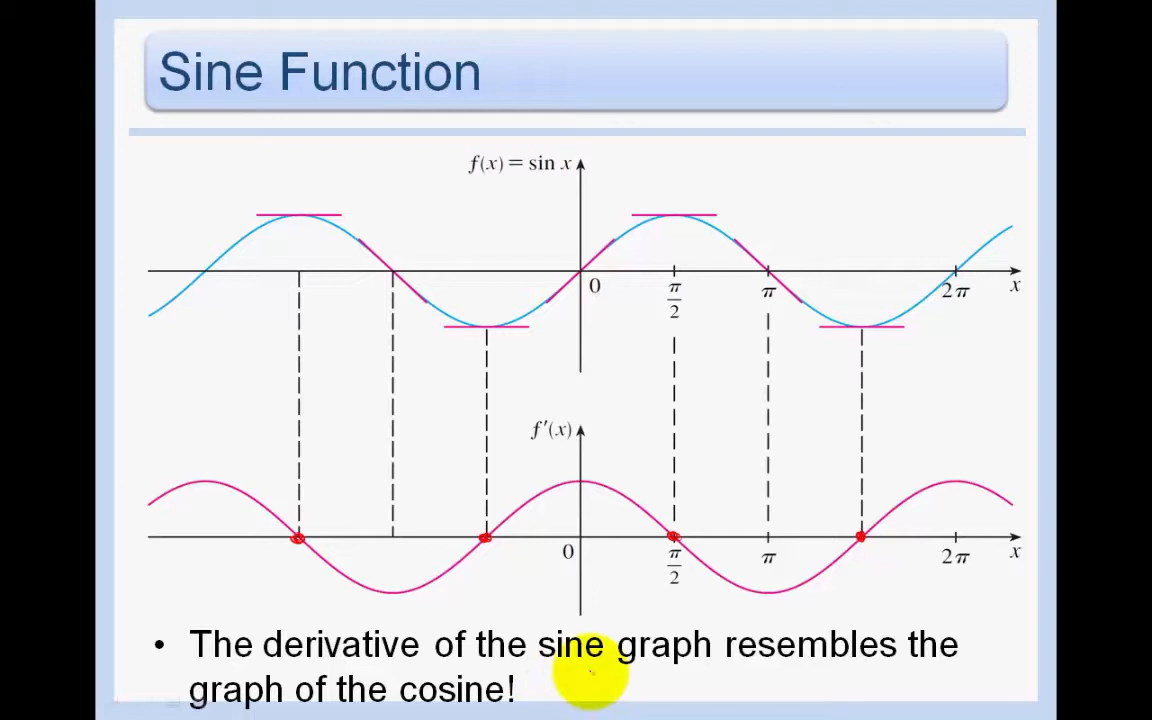 Sine Function
f(x) = sin x
0
π/2
π
2π
x
f′(x)
0
π/2
π
2π
x
• The derivative of the sine graph resembles the
graph of the cosine!